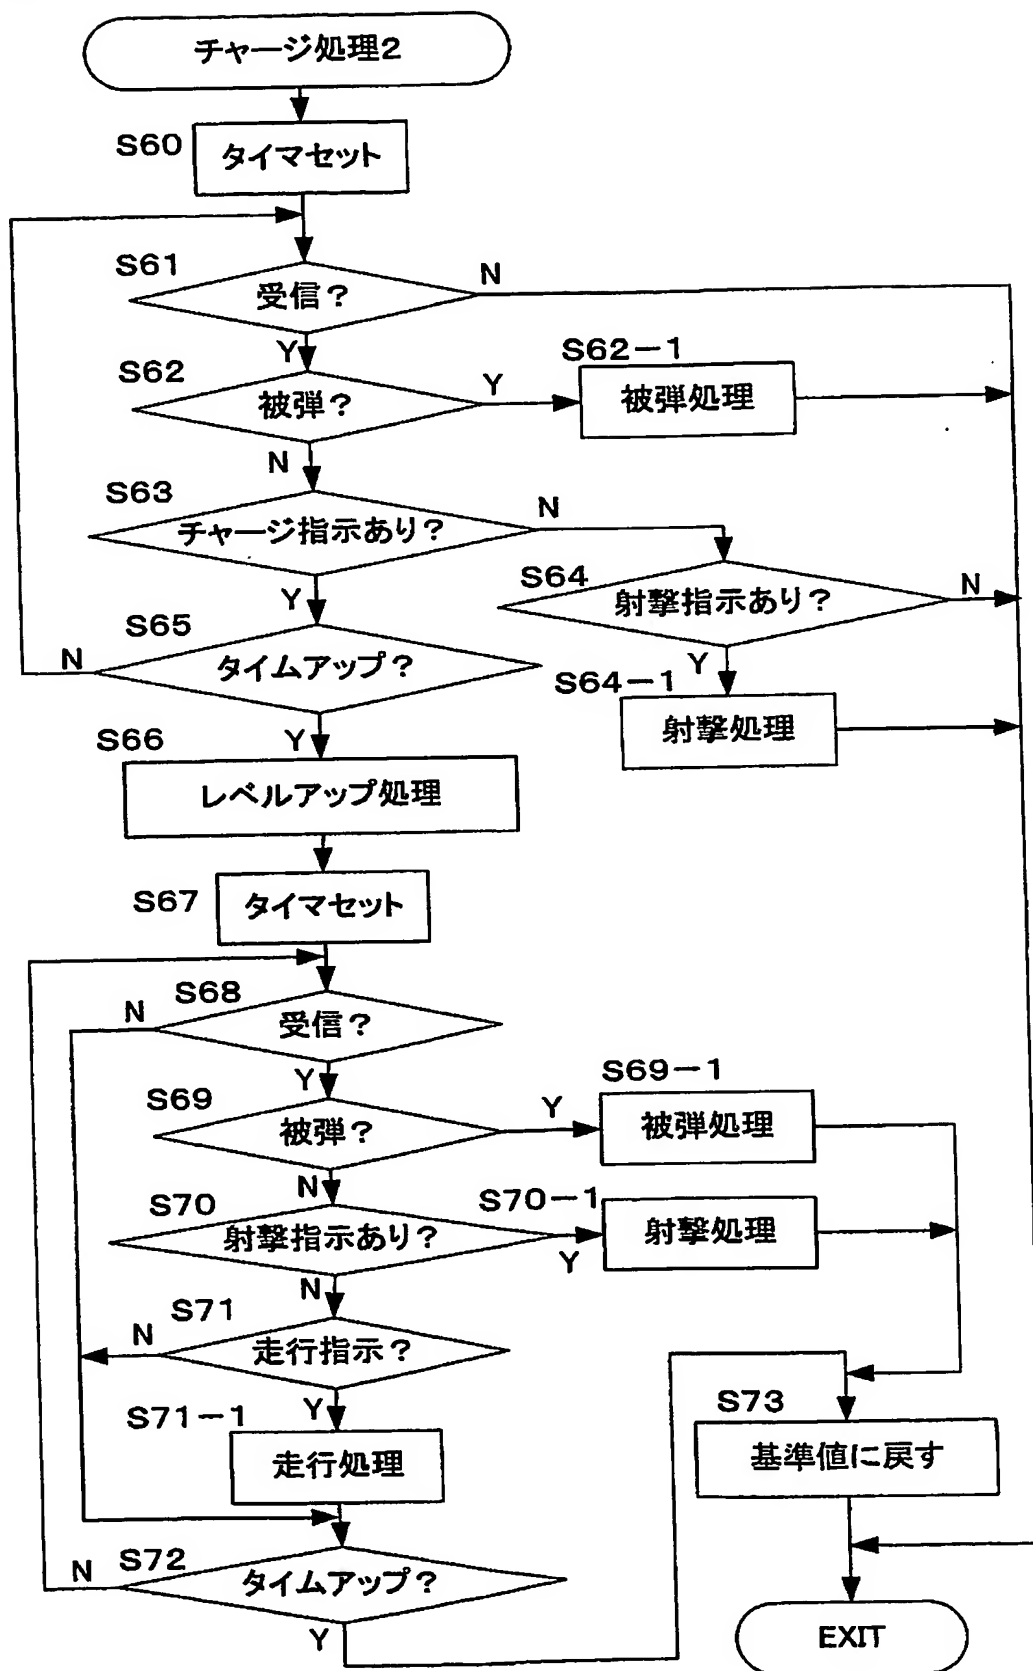 チャージ処理2
S60
タイマセット
S61
受信?
N
Y
S62
被弾?
Y
S62-1
被弾処理
N
S63
チャージ指示あり?
N
S64
射撃指示あり?
N
Y
S65
タイムアップ?
N
Y
S64-1
射撃処理
Y
S66
レベルアップ処理
S67
タイマセット
S68
受信?
N
Y
S69
被弾?
Y
S69-1
被弾処理
N
S70
射撃指示あり?
Y
S70-1
射撃処理
N
S71
走行指示?
N
Y
S71-1
走行処理
S73
基準値に戻す
S72
タイムアップ?
N
Y
EXIT